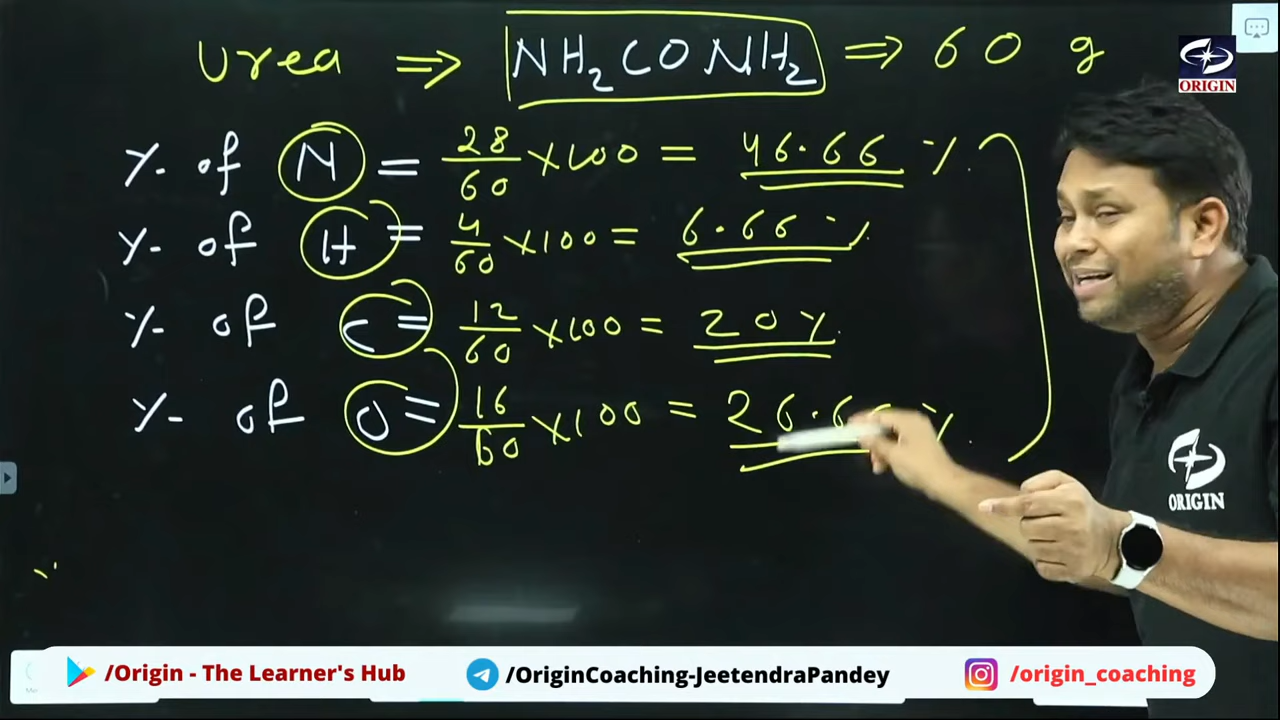 Urea ⇒ NH₂CONH₂ ⇒ 60 g
ORIGIN
% of N = 28/60 × 100 = 46.66 %
% of H = 4/60 × 100 = 6.66 %
% of C = 12/60 × 100 = 20 %
% of O = 16/60 × 100 = 26.66 %
ORIGIN
/Origin - The Learner's Hub
/OriginCoaching-JeetendraPandey
/origin_coaching